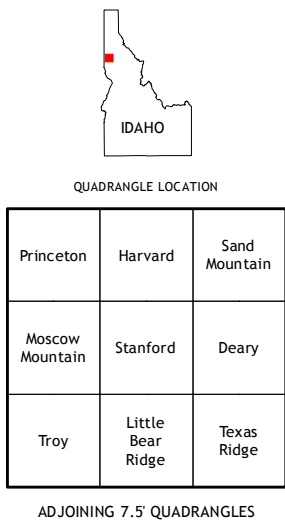 IDAHO
QUADRANGLE LOCATION
Princeton
Harvard
Sand
Mountain
Moscow
Mountain
Stanford
Deary
Troy
Little
Bear
Ridge
Texas
Ridge
ADJOINING 7.5' QUADRANGLES